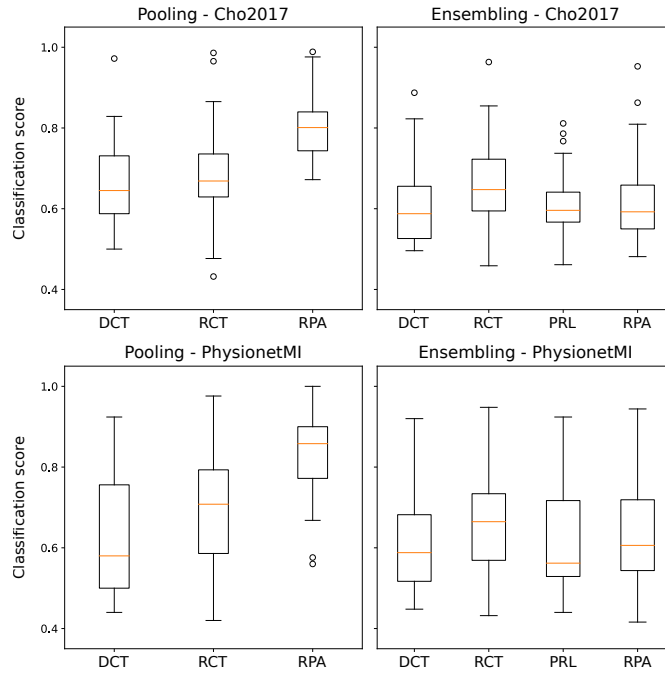 Pooling - Cho2017
Ensembling - Cho2017
Classification score
1.0
0.8
0.6
0.4
DCT
RCT
RPA
DCT
RCT
PRL
RPA
Pooling - PhysionetMI
Ensembling - PhysionetMI
Classification score
1.0
0.8
0.6
0.4
DCT
RCT
RPA
DCT
RCT
PRL
RPA